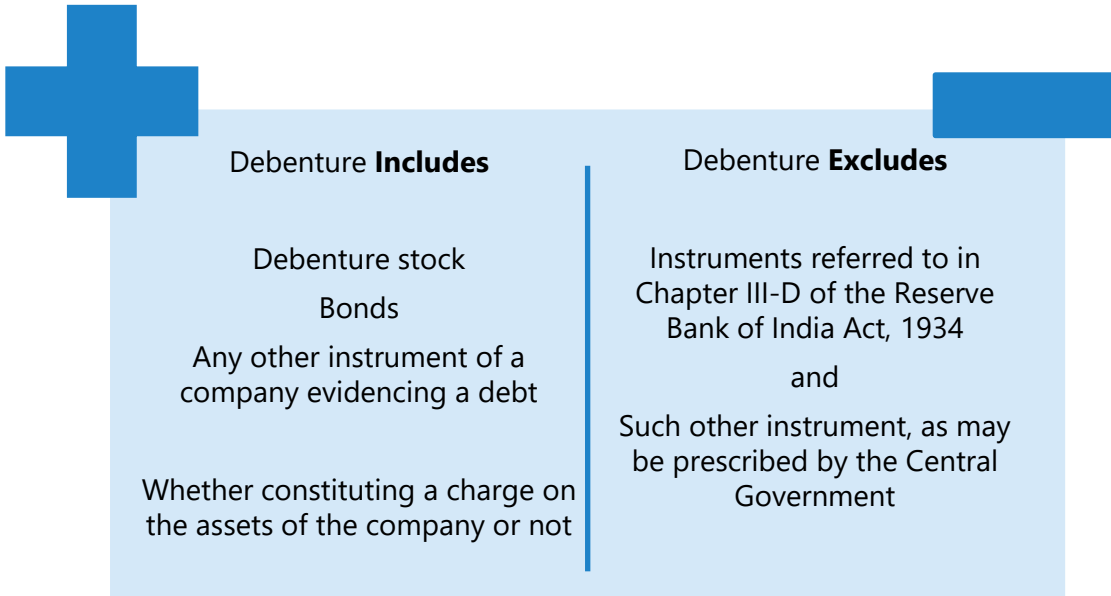 Debenture Includes
Debenture stock
Bonds
Any other instrument of a
company evidencing a debt
Whether constituting a charge on
the assets of the company or not
Debenture Excludes
Instruments referred to in
Chapter III-D of the Reserve
Bank of India Act, 1934
and
Such other instrument, as may
be prescribed by the Central
Government